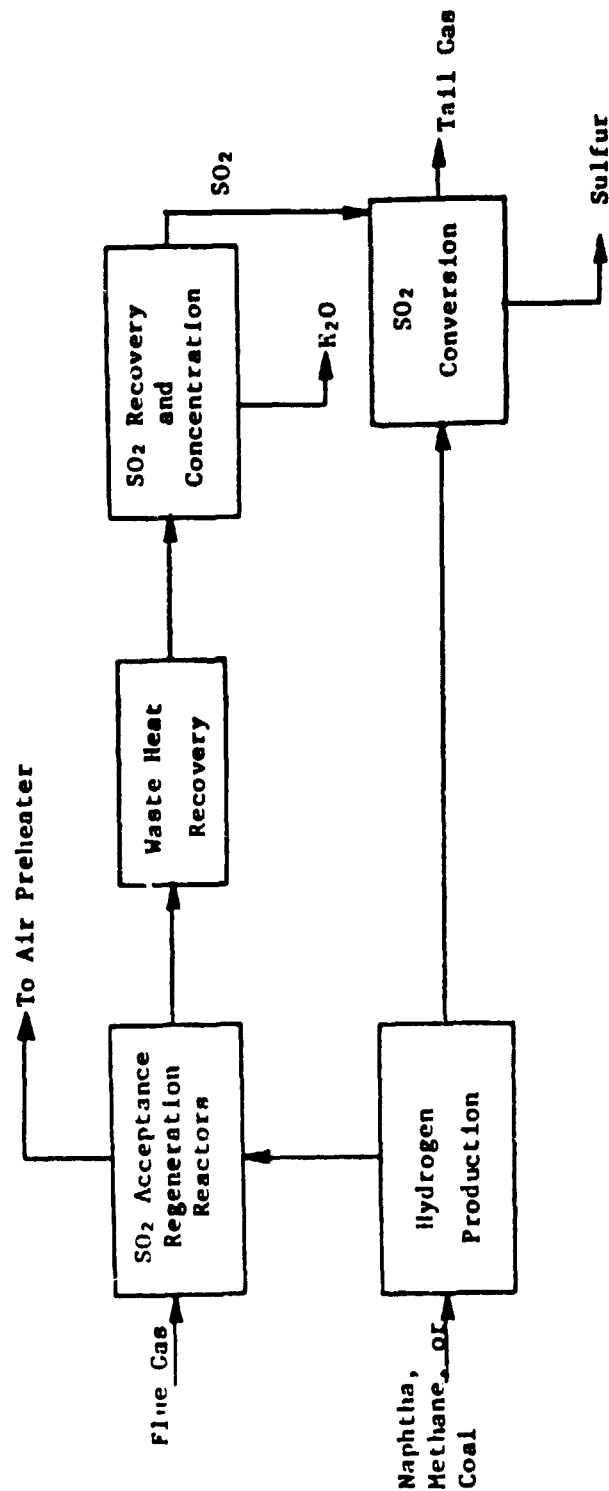 To Air Preheater
Flue Gas
SO₂ Acceptance
Regeneration
Reactors
Waste Heat
Recovery
SO₂ Recovery
and
Concentration
SO₂
H₂O
Naphtha,
Methane, or
Coal
Hydrogen
Production
SO₂
Conversion
Tail Gas
Sulfur